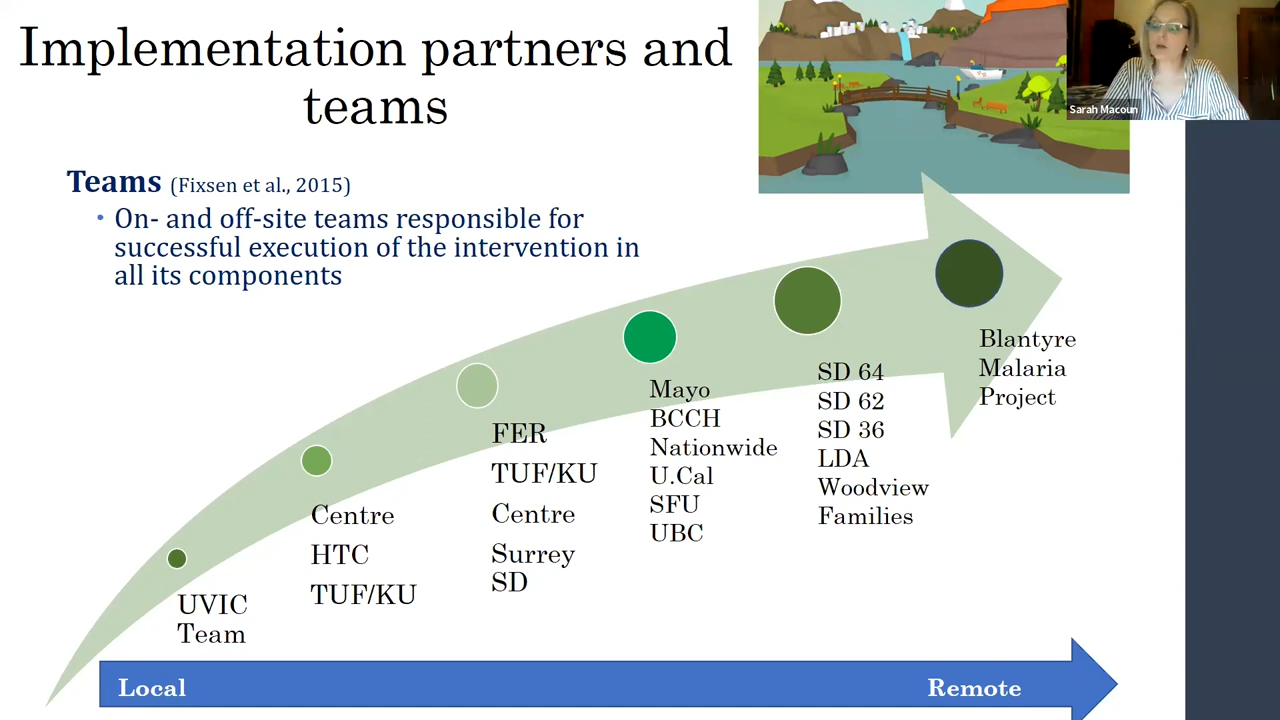 Implementation partners and
teams
Sarah Macoun
Teams (Fixsen et al., 2015)
• On- and off-site teams responsible for
successful execution of the intervention in
all its components
UVIC
Team
Centre
HTC
TUF/KU
FER
TUF/KU
Centre
Surrey
SD
Mayo
BCCH
Nationwide
U.Cal
SFU
UBC
SD 64
SD 62
SD 36
LDA
Woodview
Families
Blantyre
Malaria
Project
Local
Remote